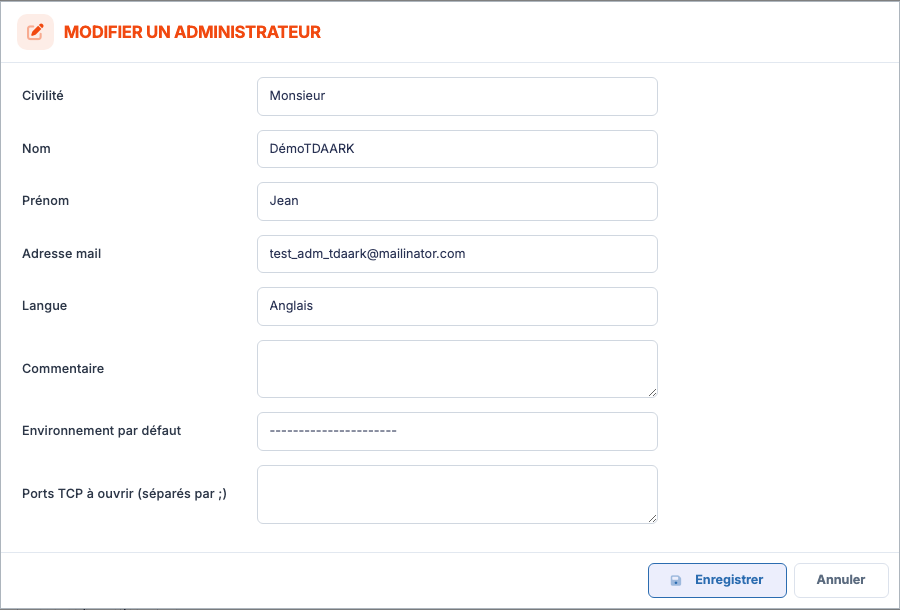 MODIFIER UN ADMINISTRATEUR
Civilité
Monsieur
Nom
DémoTDAARK
Prénom
Jean
Adresse mail
test_adm_tdaark@mailinator.com
Langue
Anglais
Commentaire
Environnement par défaut
----------------------
Ports TCP à ouvrir (séparés par ;)
Enregistrer
Annuler